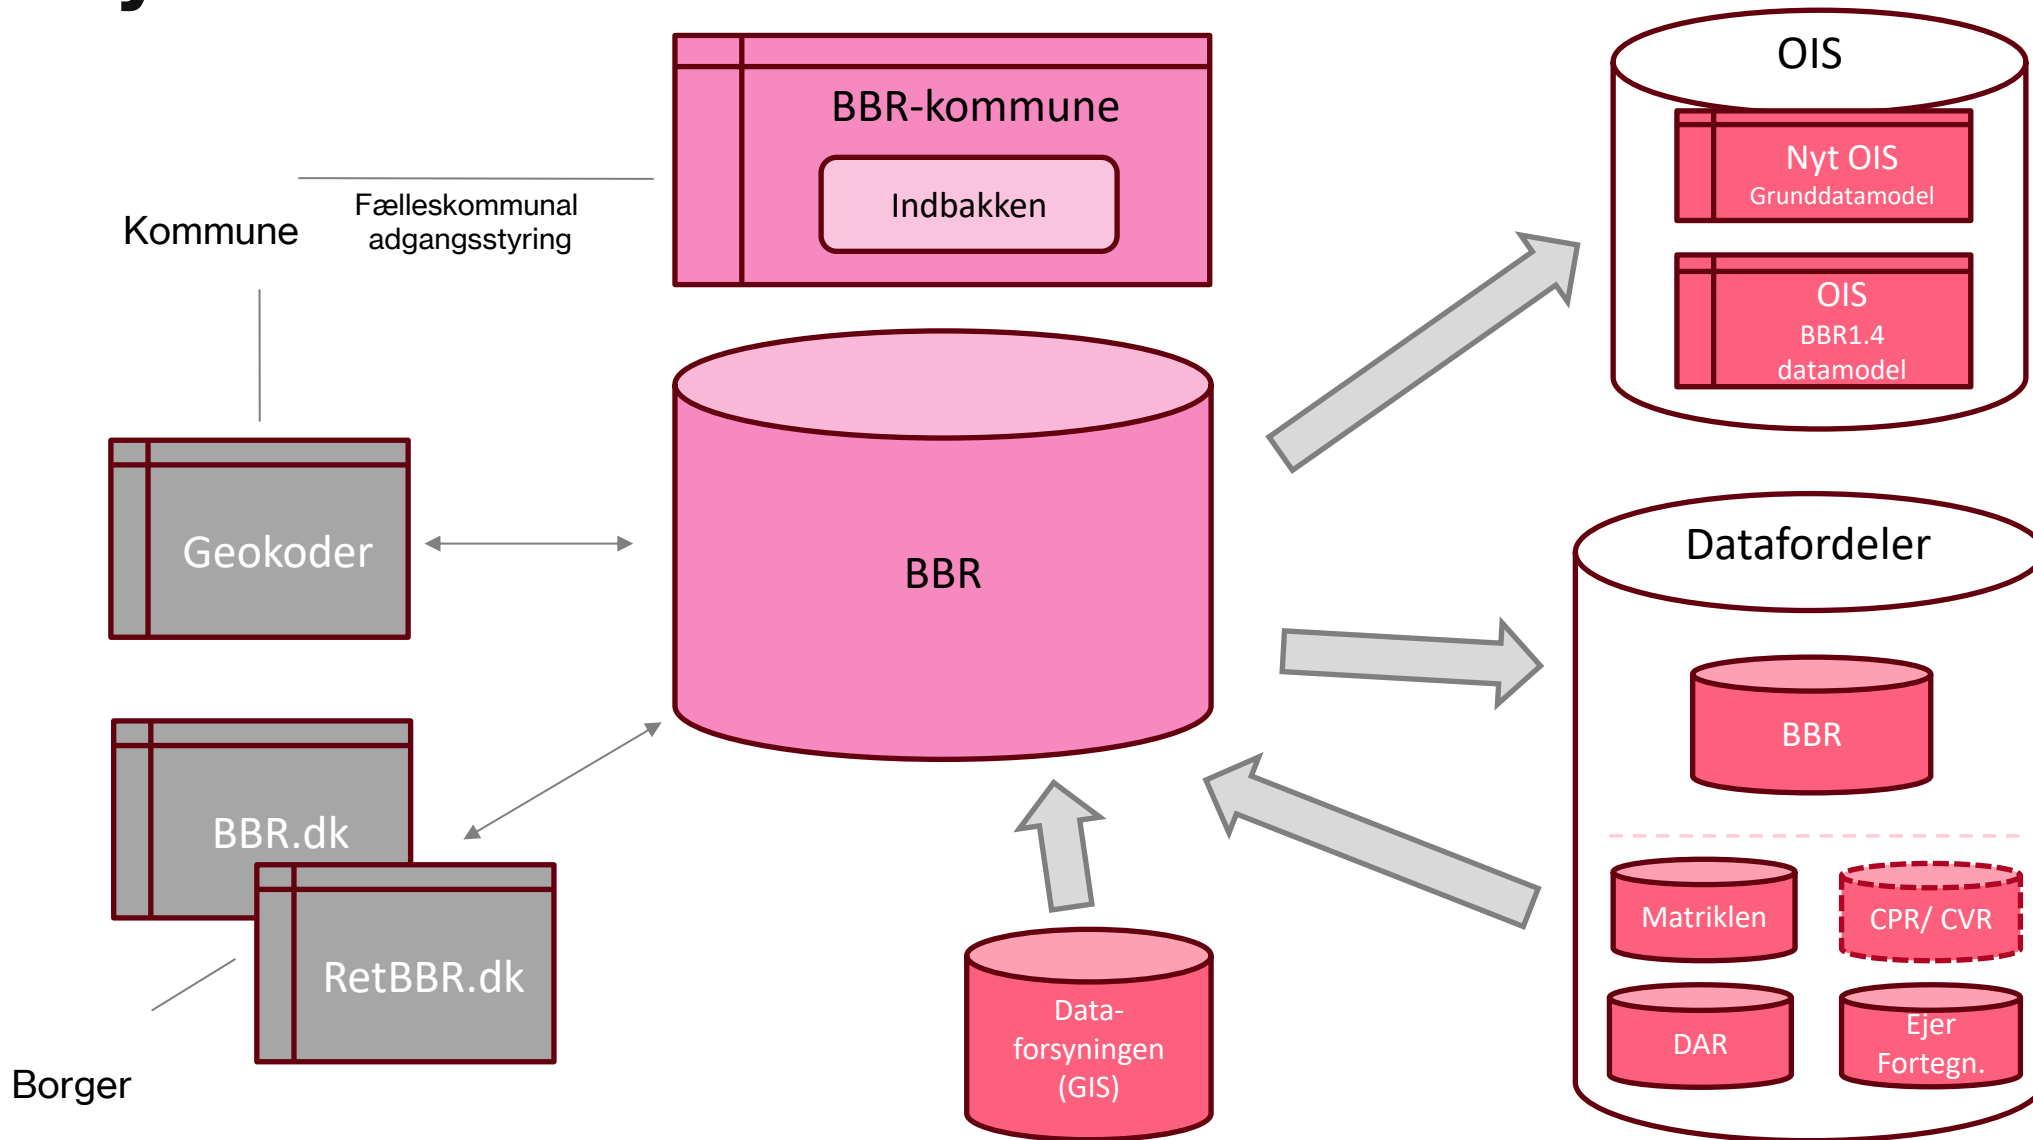 BBR-kommune
Indbakken
Fælleskommunal
adgangsstyring
Kommune
OIS
Nyt OIS
Grunddatamodel
OIS
BBR1.4
datamodel
Geokoder
BBR
Datafordeler
BBR
BBR.dk
RetBBR.dk
Borger
Data-
forsyningen
(GIS)
Matriklen
CPR/ CVR
DAR
Ejer
Fortegn.